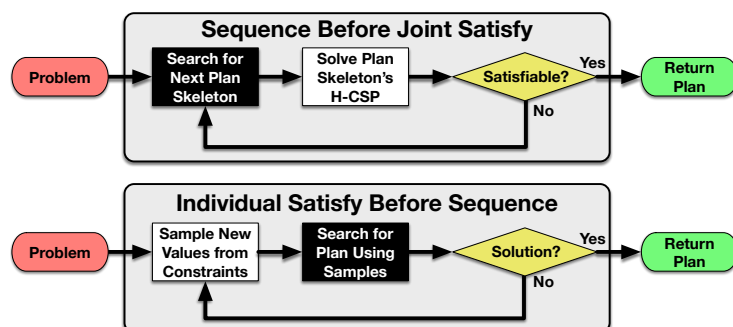 Sequence Before Joint Satisfy
Problem
Search for
Next Plan
Skeleton
Solve Plan
Skeleton's
H-CSP
Satisfiable?
Yes
No
Return
Plan
Individual Satisfy Before Sequence
Problem
Sample New
Values from
Constraints
Search for
Plan Using
Samples
Solution?
Yes
No
Return
Plan